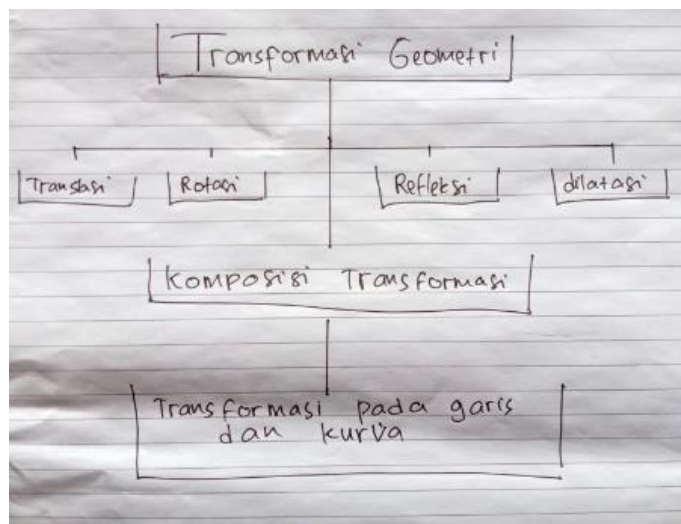 Transformasi Geometri
Translasi
Rotasi
Refleksi
dilatasi
Komposisi Transformasi
Transformasi pada garis
dan kurva